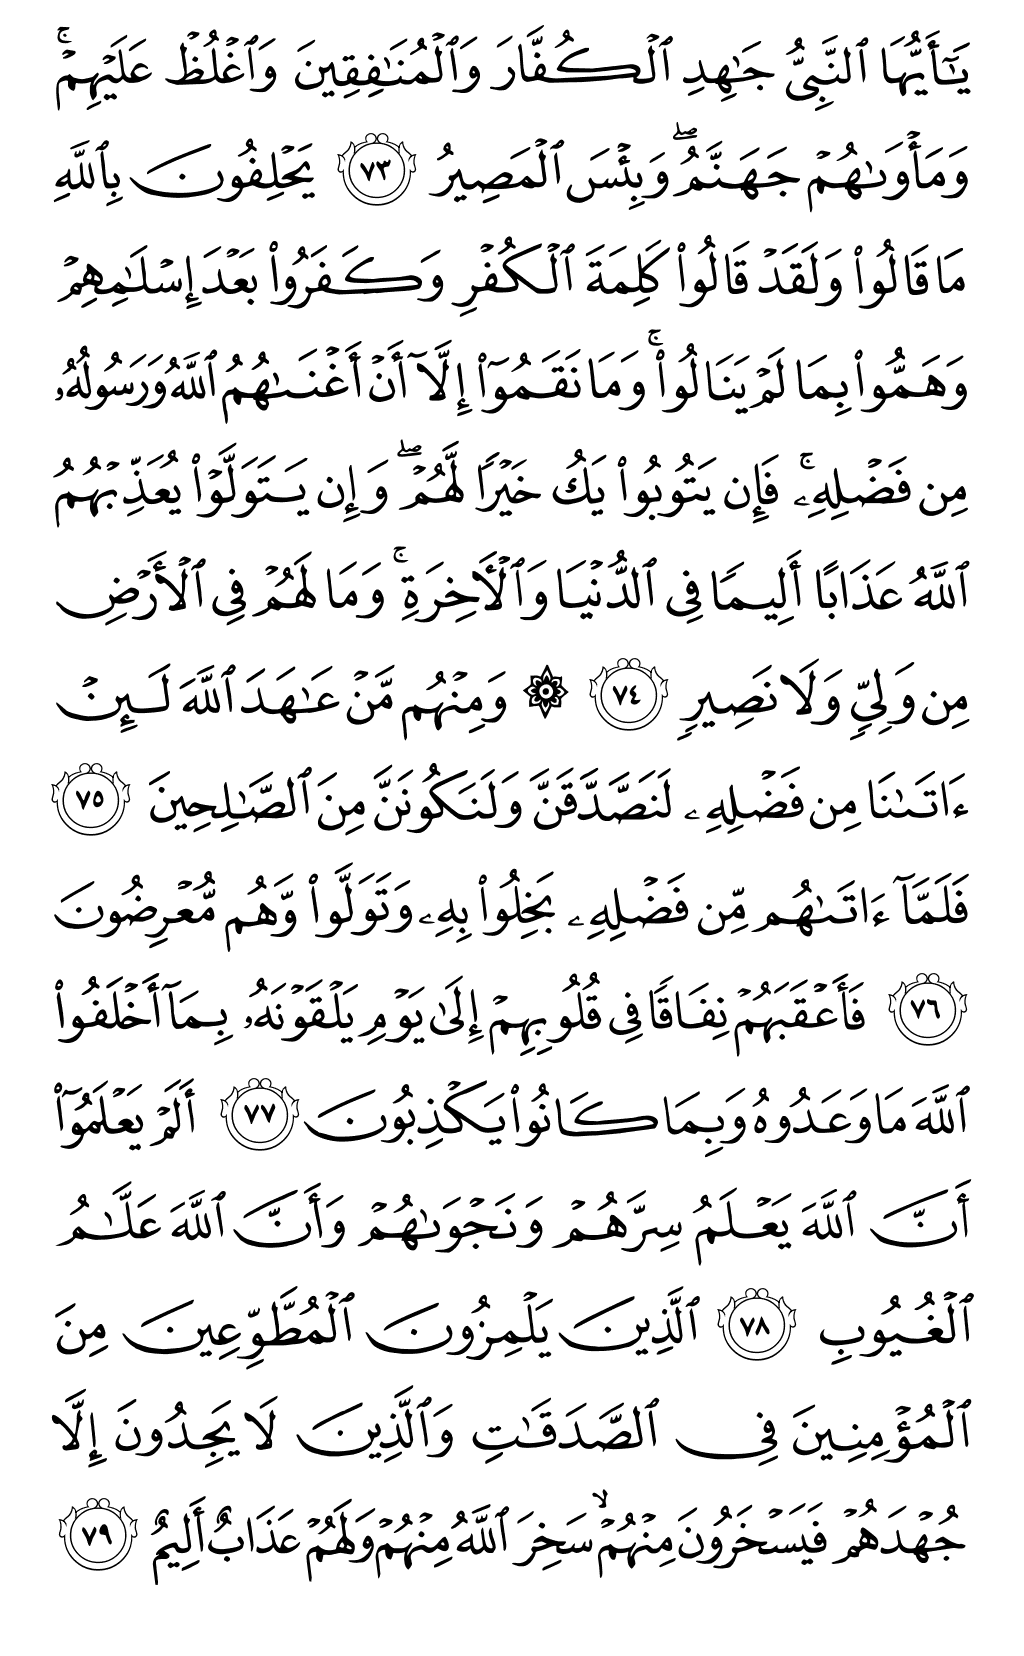 يَٰٓأَيُّهَا ٱلنَّبِىُّ جَٰهِدِ ٱلۡكُفَّارَ وَٱلۡمُنَٰفِقِينَ وَٱغۡلُظۡ عَلَيۡهِمۡۚ
وَمَأۡوَىٰهُمۡ جَهَنَّمُۖ وَبِئۡسَ ٱلۡمَصِيرُ ٧٣ يَحۡلِفُونَ بِٱللَّهِ
مَا قَالُواْ وَلَقَدۡ قَالُواْ كَلِمَةَ ٱلۡكُفۡرِ وَكَفَرُواْ بَعۡدَ إِسۡلَٰمِهِمۡ
وَهَمُّواْ بِمَا لَمۡ يَنَالُواْۚ وَمَا نَقَمُوٓاْ إِلَّآ أَنۡ أَغۡنَىٰهُمُ ٱللَّهُ وَرَسُولُهُۥ
مِن فَضۡلِهِۦۚ فَإِن يَتُوبُواْ يَكُ خَيۡرٗا لَّهُمۡۖ وَإِن يَتَوَلَّوۡاْ يُعَذِّبۡهُمُ
ٱللَّهُ عَذَابًا أَلِيمٗا فِى ٱلدُّنۡيَا وَٱلۡأٓخِرَةِۚ وَمَا لَهُمۡ فِى ٱلۡأَرۡضِ
مِن وَلِىّٖ وَلَا نَصِيرٖ ٧٤ ۞ وَمِنۡهُم مَّنۡ عَٰهَدَ ٱللَّهَ لَئِنۡ
ءَاتَىٰنَا مِن فَضۡلِهِۦ لَنَصَّدَّقَنَّ وَلَنَكُونَنَّ مِنَ ٱلصَّٰلِحِينَ ٧٥
فَلَمَّآ ءَاتَىٰهُم مِّن فَضۡلِهِۦ بَخِلُواْ بِهِۦ وَتَوَلَّواْ وَّهُم مُّعۡرِضُونَ
٧٦ فَأَعۡقَبَهُمۡ نِفَاقٗا فِى قُلُوبِهِمۡ إِلَىٰ يَوۡمِ يَلۡقَوۡنَهُۥ بِمَآ أَخۡلَفُواْ
ٱللَّهَ مَا وَعَدُوهُ وَبِمَا كَانُواْ يَكۡذِبُونَ ٧٧ أَلَمۡ يَعۡلَمُوٓاْ
أَنَّ ٱللَّهَ يَعۡلَمُ سِرَّهُمۡ وَنَجۡوَىٰهُمۡ وَأَنَّ ٱللَّهَ عَلَّٰمُ
ٱلۡغُيُوبِ ٧٨ ٱلَّذِينَ يَلۡمِزُونَ ٱلۡمُطَّوِّعِينَ مِنَ
ٱلۡمُؤۡمِنِينَ فِى ٱلصَّدَقَٰتِ وَٱلَّذِينَ لَا يَجِدُونَ إِلَّا
جُهۡدَهُمۡ فَيَسۡخَرُونَ مِنۡهُمۡۙ سَخِرَ ٱللَّهُ مِنۡهُمۡ وَلَهُمۡ عَذَابٌ أَلِيمٌ ٧٩